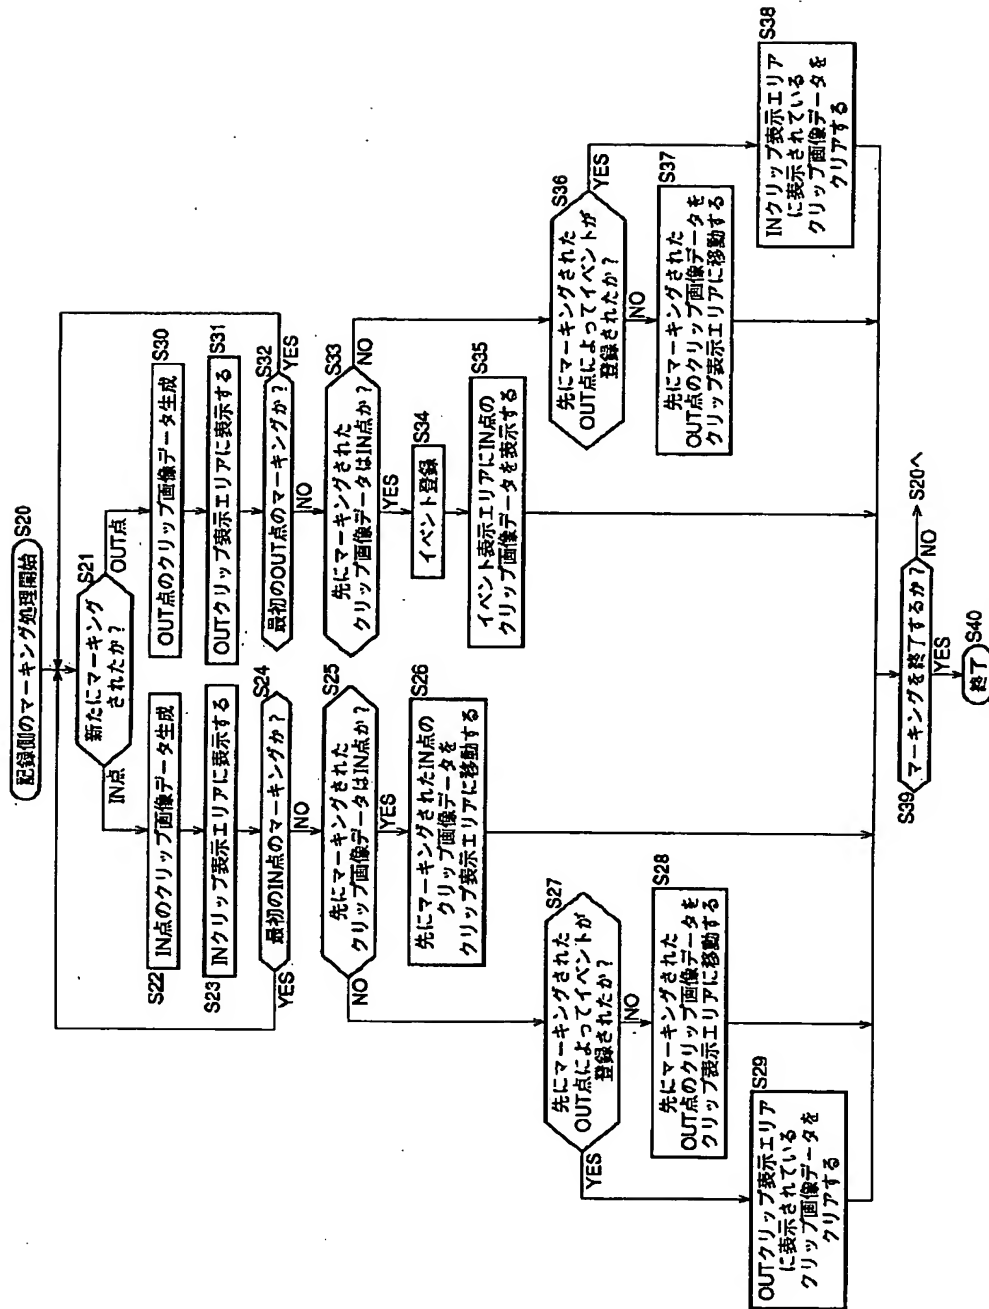 記録側のマーキング処理開始
S20
S21
新たにマーキング
されたか?
IN点
OUT点
S22
IN点のクリップ画像データ生成
S23
INクリップ表示エリアに表示する
S24
最初のIN点のマーキングか?
YES
NO
S25
先にマーキングされた
クリップ画像データはIN点か?
NO
YES
S26
先にマーキングされたIN点の
クリップ画像データを
クリップ表示エリアに移動する
S27
先にマーキングされた
OUT点によってイベントが
登録されたか?
YES
NO
S28
先にマーキングされた
OUT点のクリップ画像データを
クリップ表示エリアに移動する
S29
OUTクリップ表示エリア
に表示されている
クリップ画像データを
クリアする
S30
OUT点のクリップ画像データ生成
S31
OUTクリップ表示エリアに表示する
S32
最初のOUT点のマーキングか?
YES
NO
S33
先にマーキングされた
クリップ画像データはIN点か?
NO
YES
S34
イベント登録
S35
イベント表示エリアにIN点の
クリップ画像データを表示する
S36
先にマーキングされた
OUT点によってイベントが
登録されたか?
YES
NO
S37
先にマーキングされた
OUT点のクリップ画像データを
クリップ表示エリアに移動する
S38
INクリップ表示エリア
に表示されている
クリップ画像データを
クリアする
S39
マーキングを終了するか?
NO
S20へ
YES
終了
S40